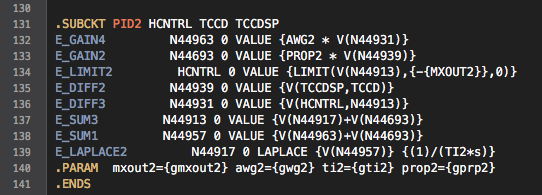 130
131 .SUBCKT PID2 HCNTRL TCCD TCCDSP
132 E_GAIN4 N44963 0 VALUE {AWG2 * V(N44931)}
133 E_GAIN2 N44693 0 VALUE {PROP2 * V(N44939)}
134 E_LIMIT2 HCNTRL 0 VALUE {LIMIT(V(N44913),{-{MXOUT2}},0)}
135 E_DIFF2 N44939 0 VALUE {V(TCCDSP,TCCD)}
136 E_DIFF3 N44931 0 VALUE {V(HCNTRL,N44913)}
137 E_SUM3 N44913 0 VALUE {V(N44917)+V(N44693)}
138 E_SUM1 N44957 0 VALUE {V(N44963)+V(N44693)}
139 E_LAPLACE2 N44917 0 LAPLACE {V(N44957)} {(1)/(TI2*s)}
140 .PARAM mxout2={gmxout2} awg2={gwg2} ti2={gti2} prop2={gprp2}
141 .ENDS